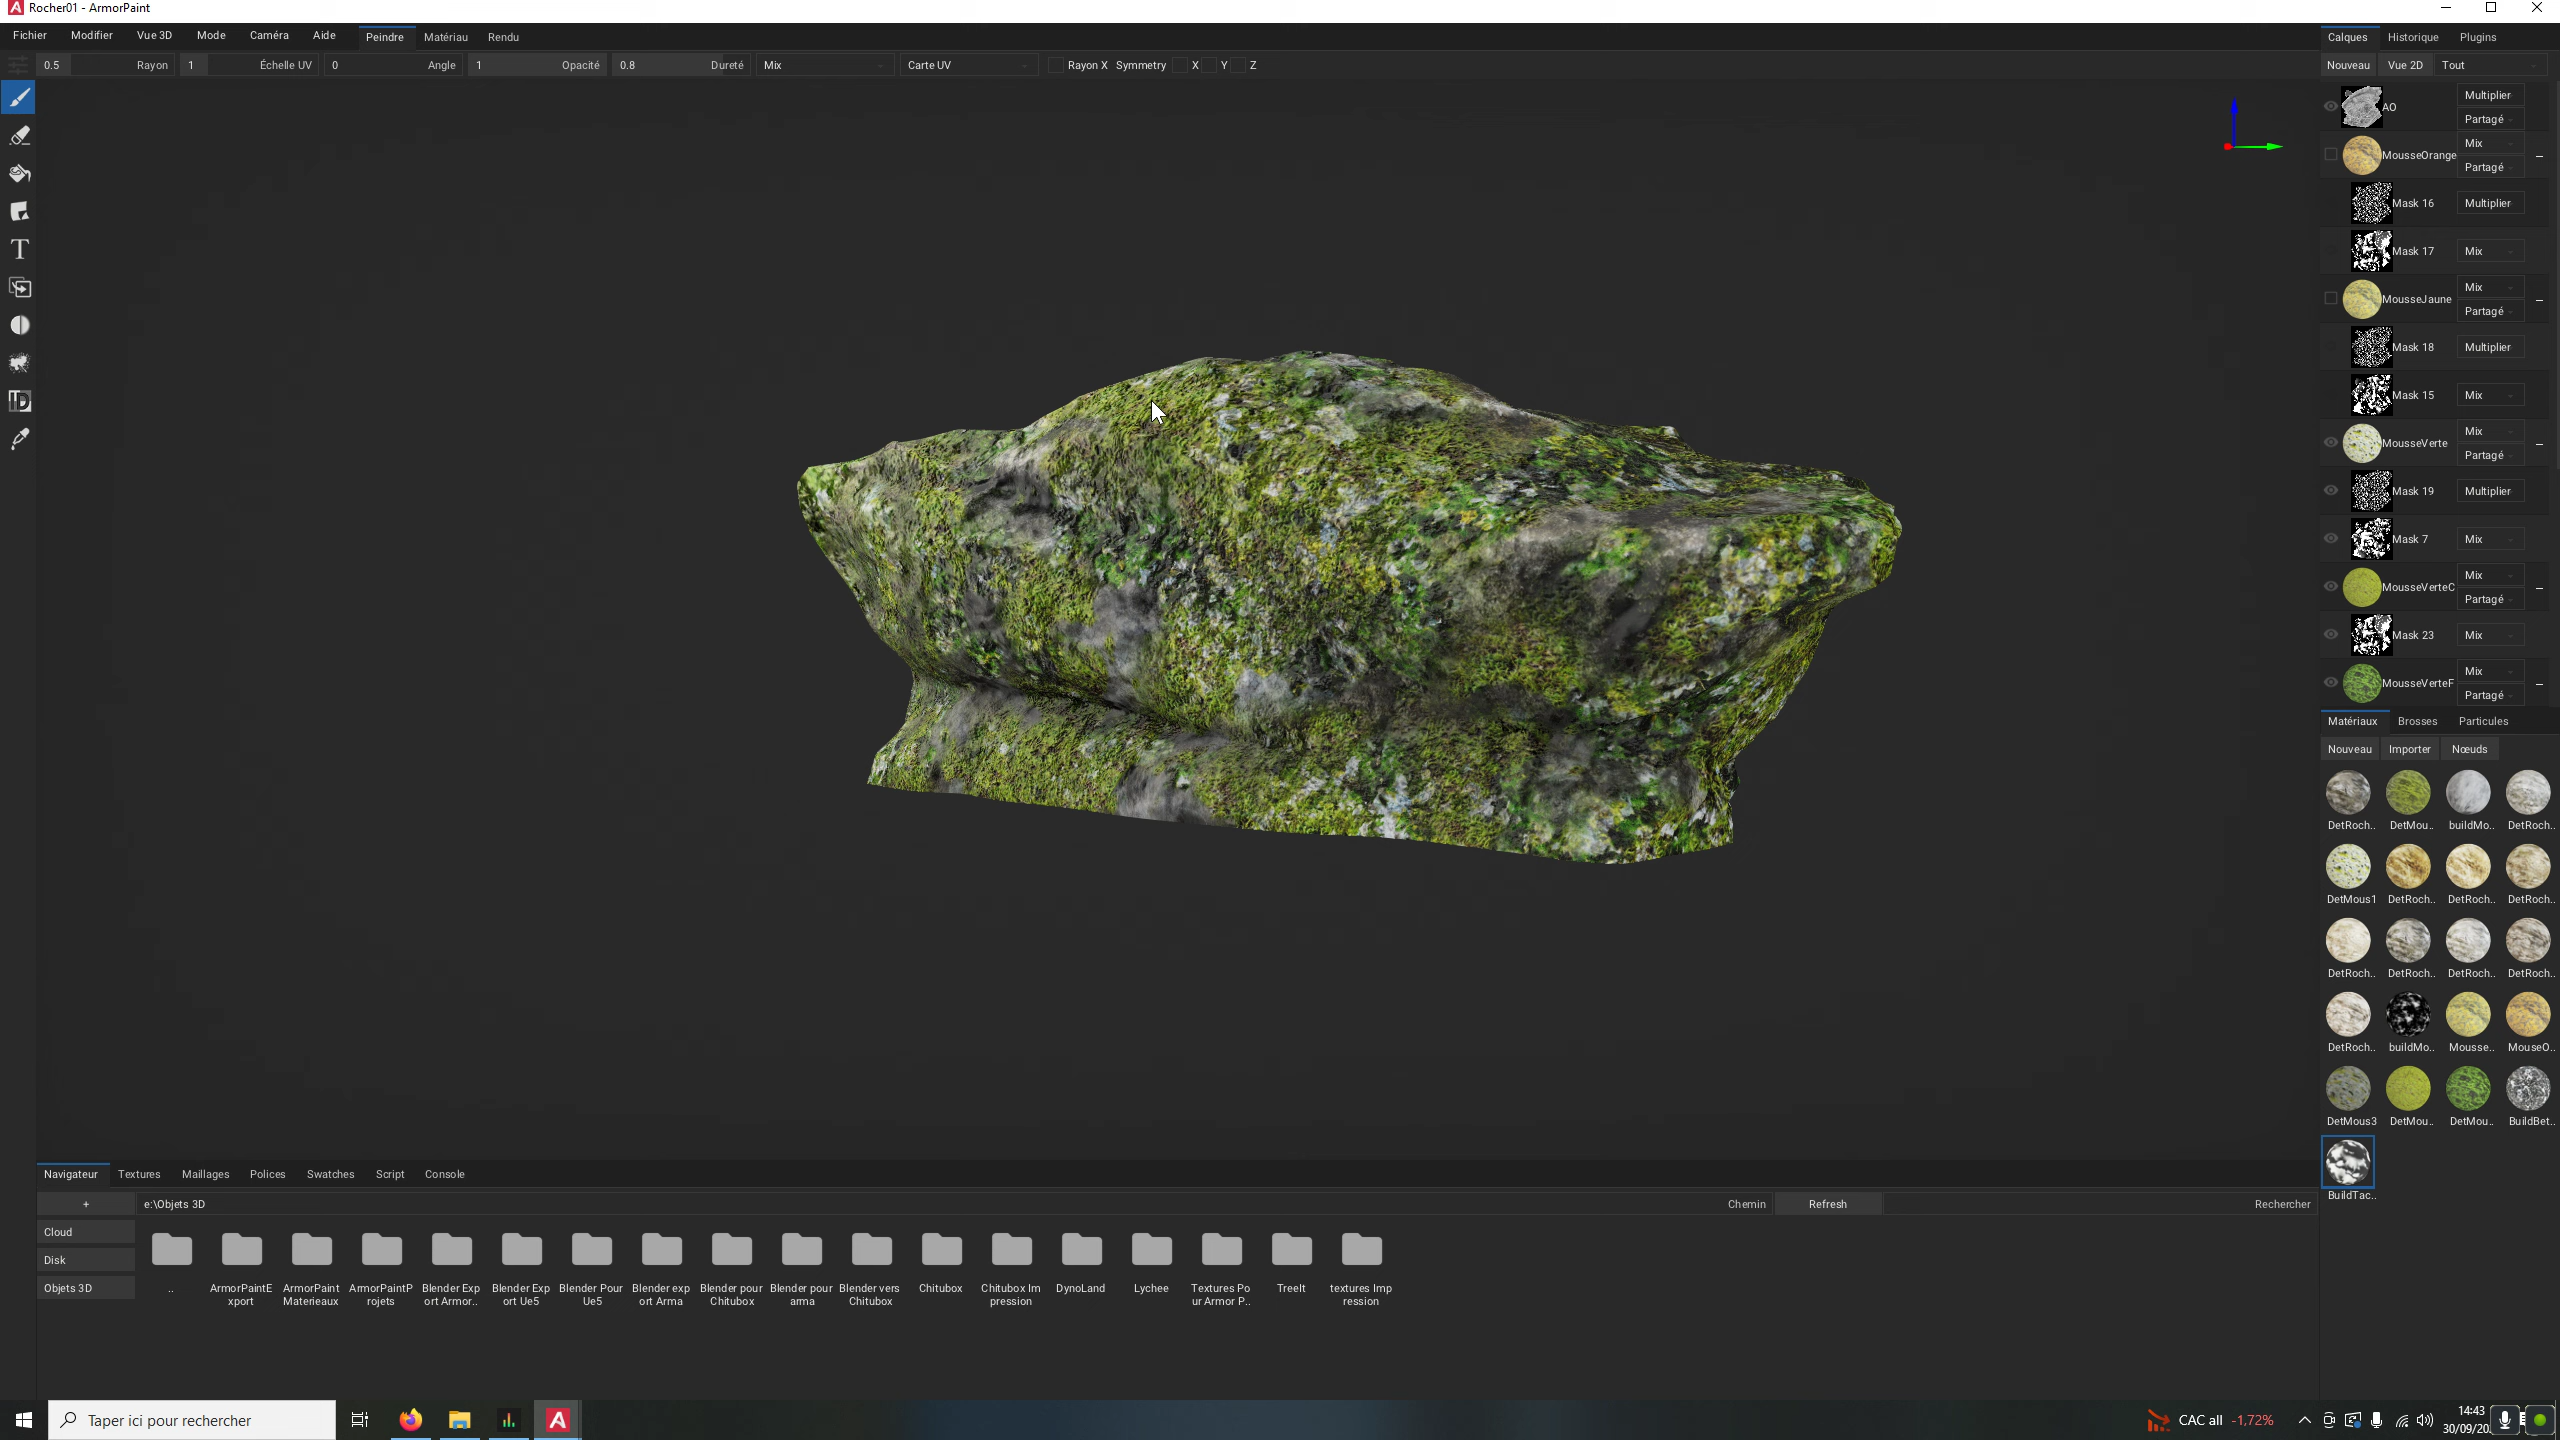 Rocher01 - ArmorPaint
Fichier Modifier Vue 3D Mode Caméra Aide Peindre Matériau Rendu
0.5 Rayon 1 Échelle UV 0 Angle 1 Opacité 0.8 Dureté Mix Carte UV Rayon X Symmetry X Y Z
Calques Historique Plugins
Nouveau Vue 2D Tout
AO Multiplier
Partagé
MousseOrange Mix
Partagé
Mask 16 Multiplier
Mask 17 Mix
MousseJaune Mix
Partagé
Mask 18 Multiplier
Mask 15 Mix
MousseVerte Mix
Partagé
Mask 19 Multiplier
Mask 7 Mix
MousseVerteC Mix
Partagé
Mask 23 Mix
MousseVerteF Mix
Partagé
Matériaux Brosses Particules
Nouveau Importer Nœuds
DetRoch.. DetMou.. buildMo.. DetRoch..
DetMous1 DetRoch.. DetRoch.. DetRoch..
DetRoch.. DetRoch.. DetRoch.. DetRoch..
DetRoch.. buildMo.. Mousse.. MouseO..
DetMous3 DetMou.. DetMou.. BuildBet..
BuildTac..
Navigateur Textures Maillages Polices Swatches Script Console
+ e:\Objets 3D Chemin Refresh Rechercher
Cloud
Disk
Objets 3D
.. ArmorPaintE ArmorPaint ArmorPaintP Blender Exp Blender Exp Blender Pour Blender exp Blender pour Blender pour Blender vers Chitubox Chitubox Im DynoLand Lychee Textures Po TreeIt textures Imp
xport Materieaux rojets ort Armor.. ort Ue5 Ue5 ort Arma Chitubox arma Chitubox pression ur Armor P.. ression
Taper ici pour rechercher
CAC all -1,72%
14:43
30/09/20